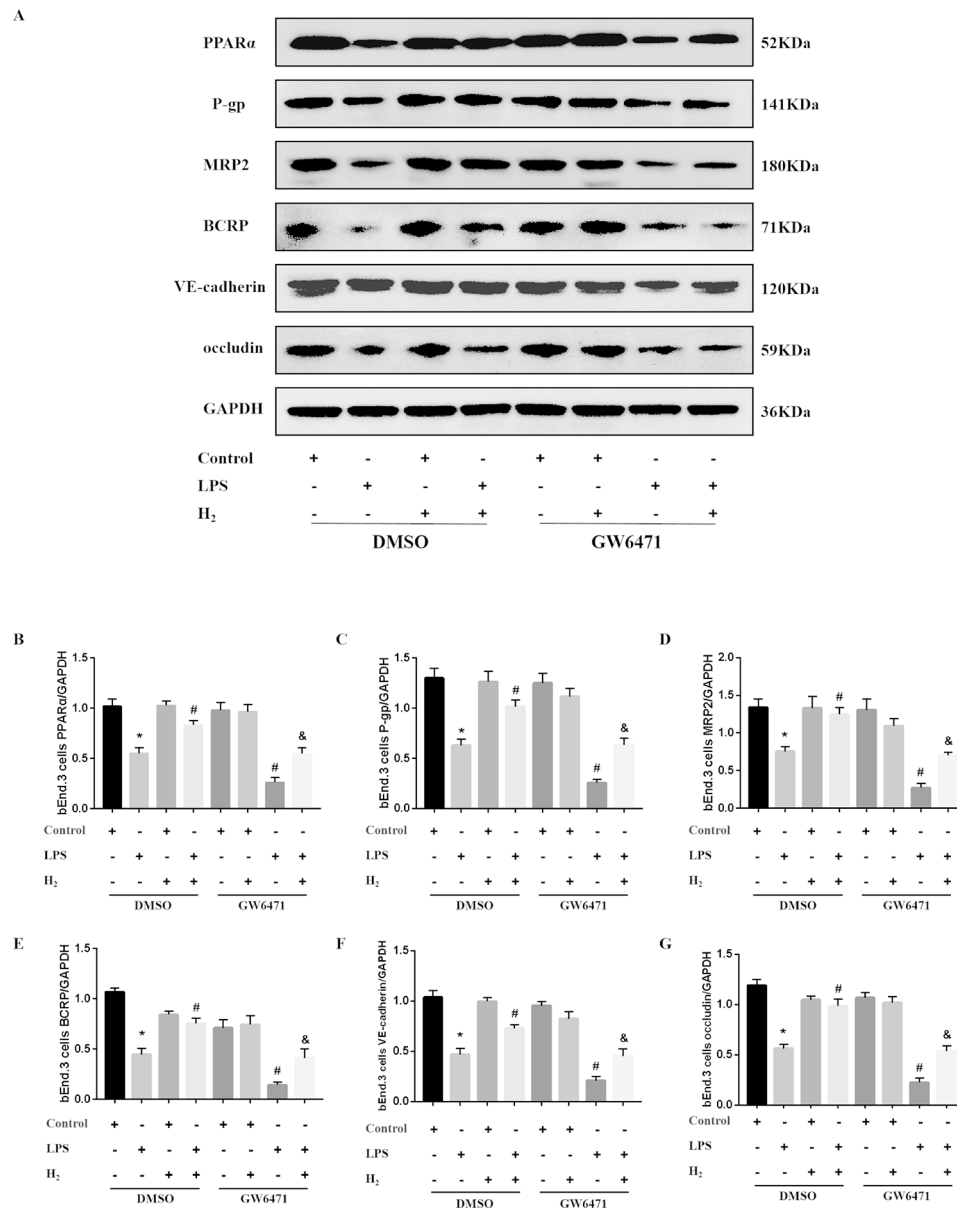 A
PPARα 52KDa
P-gp 141KDa
MRP2 180KDa
BCRP 71KDa
VE-cadherin 120KDa
occludin 59KDa
GAPDH 36KDa
Control + - + - + + - -
LPS - + - + - - + +
H₂ - - + + - + - +
DMSO GW6471
B
bEnd.3 cells PPARα/GAPDH
1.5
1.0
0.5
0.0
* # # &
Control + - + - + + - -
LPS - + - + - - + +
H₂ - - + + - + - +
DMSO GW6471
C
bEnd.3 cells P-gp/GAPDH
1.5
1.0
0.5
0.0
* # # &
Control + - + - + + - -
LPS - + - + - - + +
H₂ - - + + - + - +
DMSO GW6471
D
bEnd.3 cells MRP2/GAPDH
2.0
1.5
1.0
0.5
0.0
* # # &
Control + - + - + + - -
LPS - + - + - - + +
H₂ - - + + - + - +
DMSO GW6471
E
bEnd.3 cells BCRP/GAPDH
1.5
1.0
0.5
0.0
* # # &
Control + - + - + + - -
LPS - + - + - - + +
H₂ - - + + - + - +
DMSO GW6471
F
bEnd.3 cells VE-cadherin/GAPDH
1.5
1.0
0.5
0.0
* # # &
Control + - + - + + - -
LPS - + - + - - + +
H₂ - - + + - + - +
DMSO GW6471
G
bEnd.3 cells occludin/GAPDH
1.5
1.0
0.5
0.0
* # # &
Control + - + - + + - -
LPS - + - + - - + +
H₂ - - + + - + - +
DMSO GW6471